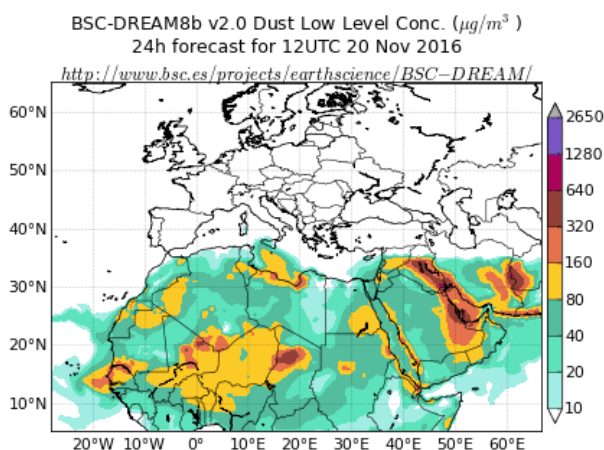 BSC-DREAM8b v2.0 Dust Low Level Conc. (μg/m³ )
24h forecast for 12UTC 20 Nov 2016
http://www.bsc.es/projects/earthscience/BSC−DREAM/
60°N
50°N
40°N
30°N
20°N
10°N
20°W 10°W 0° 10°E 20°E 30°E 40°E 50°E 60°E
2650
1280
640
320
160
80
40
20
10